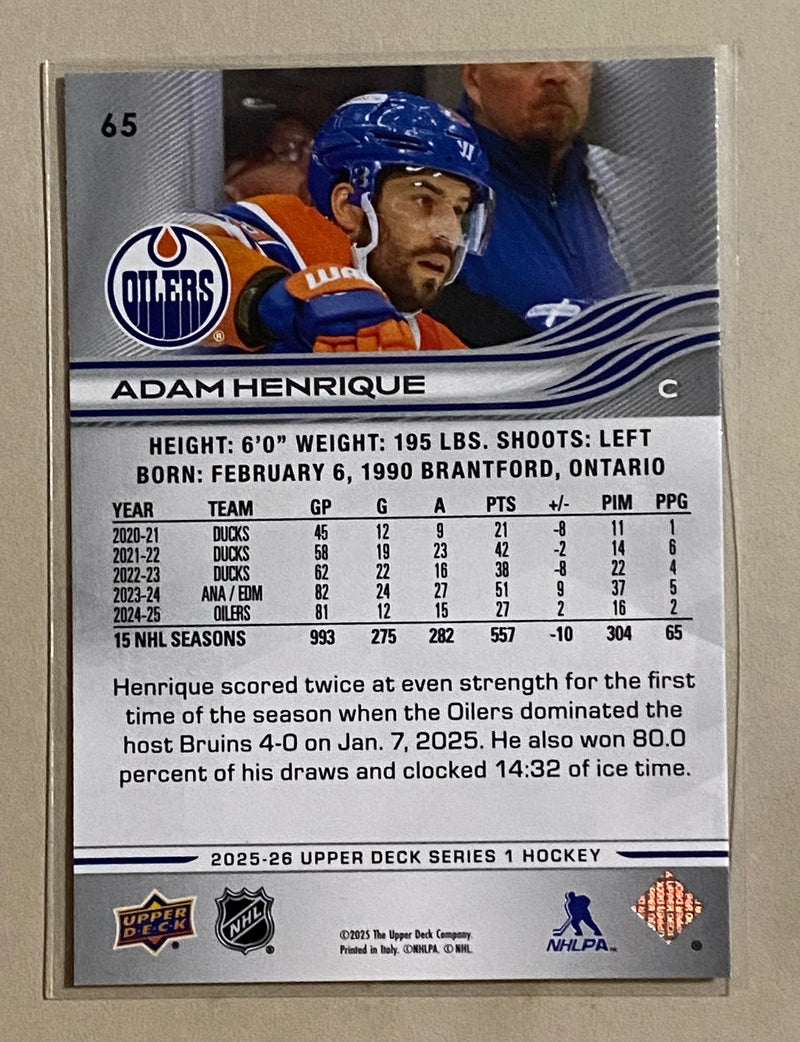 65
OILERS
®
ADAM HENRIQUE
C
HEIGHT: 6'0" WEIGHT: 195 LBS. SHOOTS: LEFT
BORN: FEBRUARY 6, 1990 BRANTFORD, ONTARIO
YEAR TEAM GP G A PTS +/- PIM PPG
2020-21 DUCKS 45 12 9 21 -8 11 1
2021-22 DUCKS 58 19 23 42 -2 14 6
2022-23 DUCKS 62 22 16 38 -8 22 4
2023-24 ANA / EDM 82 24 27 51 9 37 5
2024-25 OILERS 81 12 15 27 2 16 2
15 NHL SEASONS 993 275 282 557 -10 304 65
Henrique scored twice at even strength for the first
time of the season when the Oilers dominated the
host Bruins 4-0 on Jan. 7, 2025. He also won 80.0
percent of his draws and clocked 14:32 of ice time.
2025-26 UPPER DECK SERIES 1 HOCKEY
UPPER
D·E·C·K
NHL
©2025 The Upper Deck Company.
Printed in Italy. ©NHLPA. © NHL.
NHLPA™